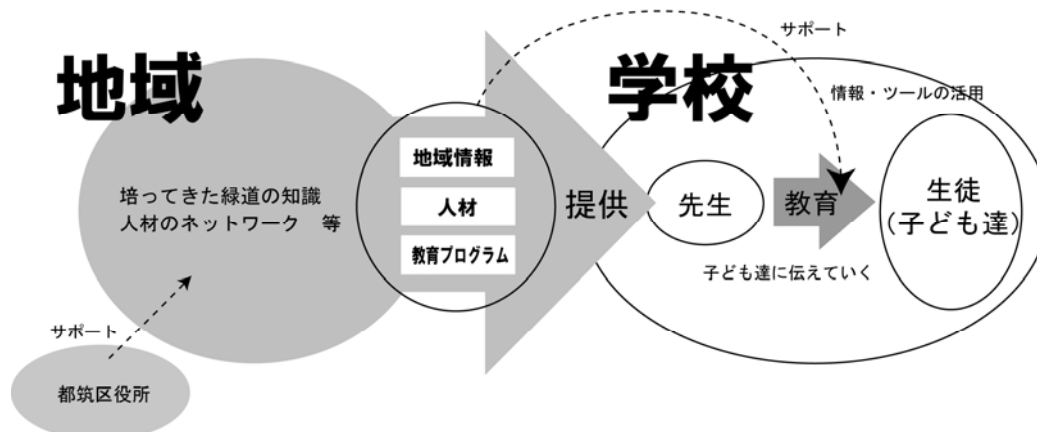 地域
培ってきた緑道の知識
人材のネットワーク　等
サポート
都筑区役所
地域情報
人材
教育プログラム
提供
サポート
学校
情報・ツールの活用
先生
教育
子ども達に伝えていく
生徒
(子ども達)